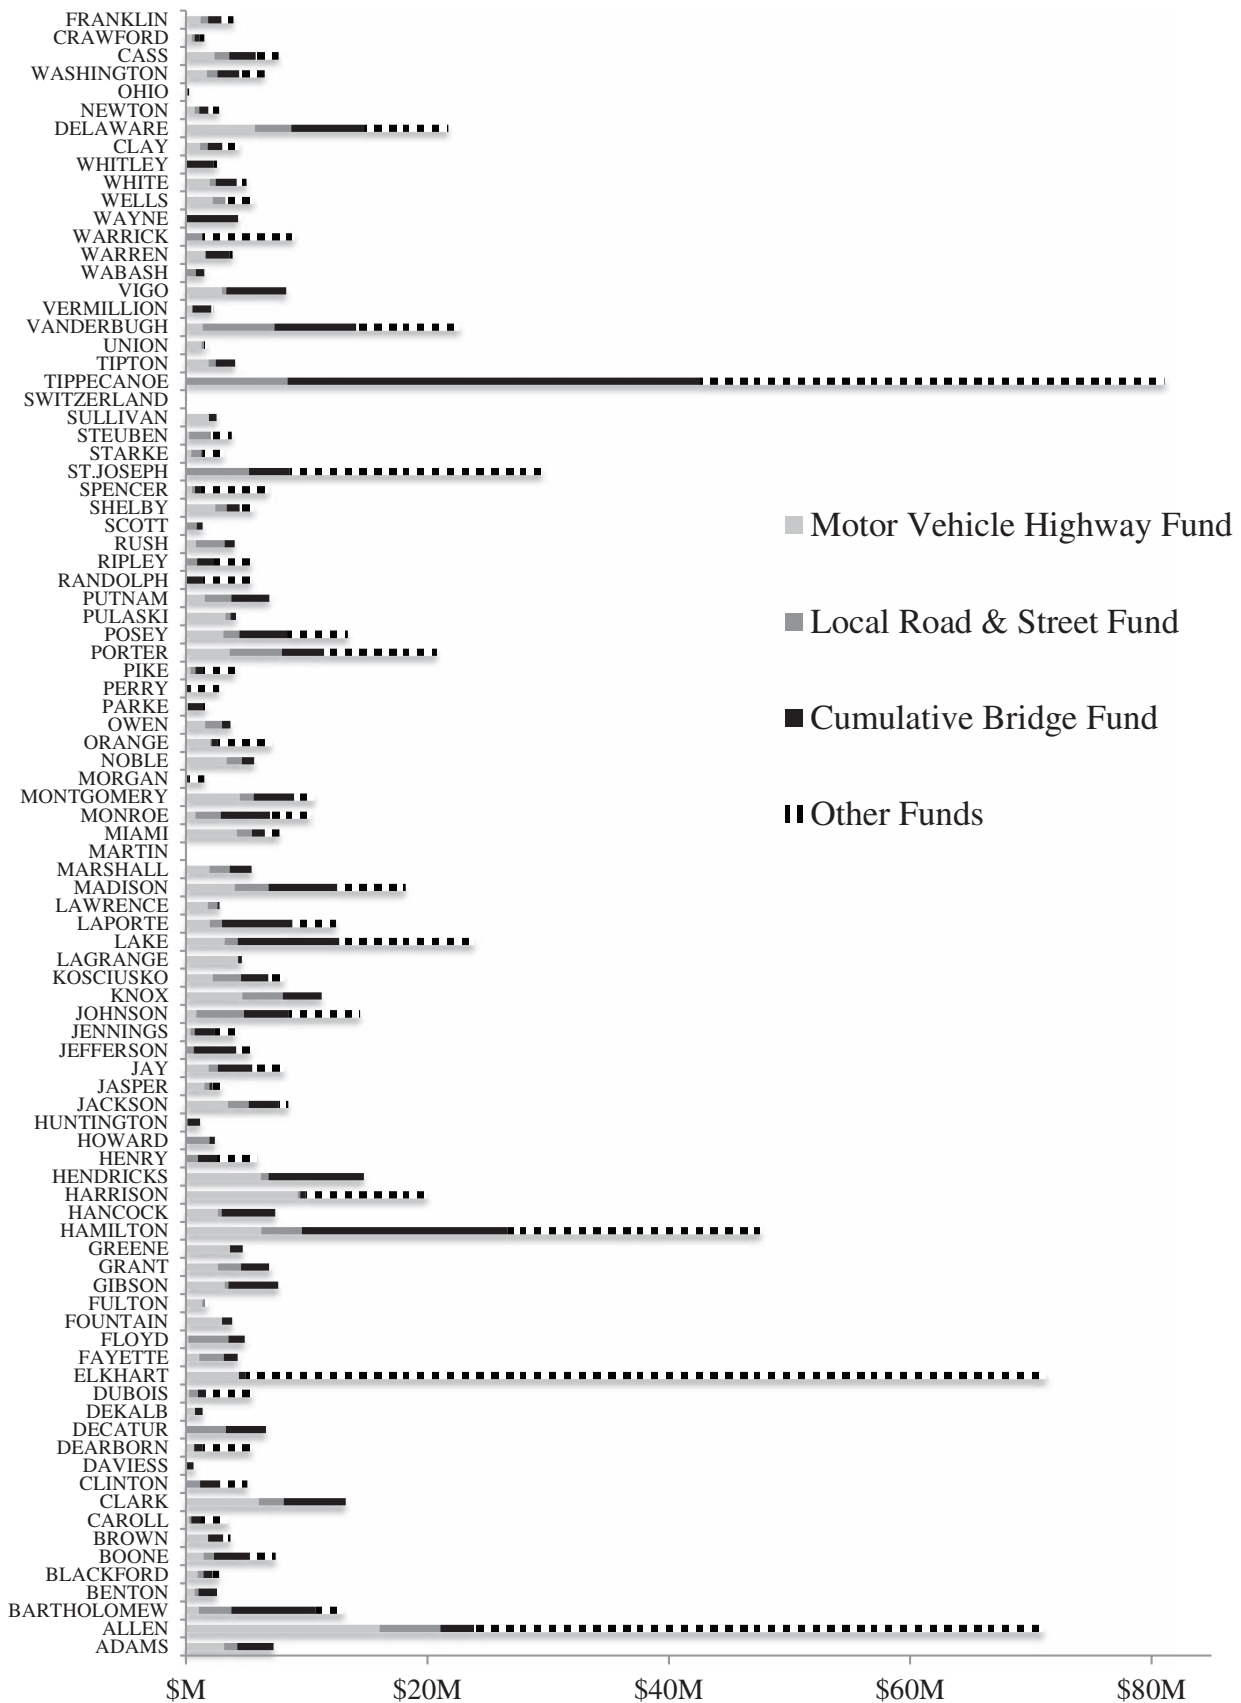 FRANKLIN
CRAWFORD
CASS
WASHINGTON
OHIO
NEWTON
DELAWARE
CLAY
WHITLEY
WHITE
WELLS
WAYNE
WARRICK
WARREN
WABASH
VIGO
VERMILLION
VANDERBUGH
UNION
TIPTON
TIPPECANOE
SWITZERLAND
SULLIVAN
STEUBEN
STARKE
ST.JOSEPH
SPENCER
SHELBY
SCOTT
RUSH
RIPLEY
RANDOLPH
PUTNAM
PULASKI
POSEY
PORTER
PIKE
PERRY
PARKE
OWEN
ORANGE
NOBLE
MORGAN
MONTGOMERY
MONROE
MIAMI
MARTIN
MARSHALL
MADISON
LAWRENCE
LAPORTE
LAKE
LAGRANGE
KOSCIUSKO
KNOX
JOHNSON
JENNINGS
JEFFERSON
JAY
JASPER
JACKSON
HUNTINGTON
HOWARD
HENRY
HENDRICKS
HARRISON
HANCOCK
HAMILTON
GREENE
GRANT
GIBSON
FULTON
FOUNTAIN
FLOYD
FAYETTE
ELKHART
DUBOIS
DEKALB
DECATUR
DEARBORN
DAVIESS
CLINTON
CLARK
CAROLL
BROWN
BOONE
BLACKFORD
BENTON
BARTHOLOMEW
ALLEN
ADAMS
$M $20M $40M $60M $80M
Motor Vehicle Highway Fund
Local Road & Street Fund
Cumulative Bridge Fund
Other Funds